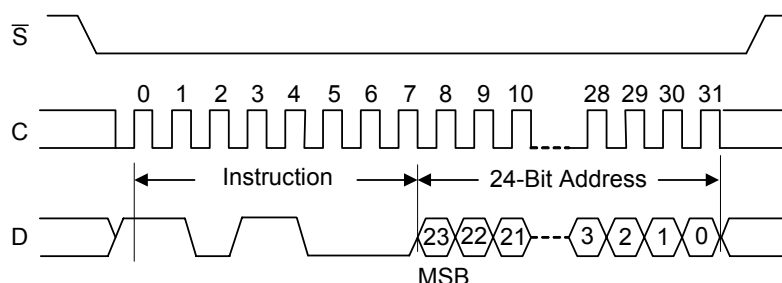 S̅
0 1 2 3 4 5 6 7 8 9 10 28 29 30 31
C
Instruction 24-Bit Address
D 23 22 21 3 2 1 0
MSB